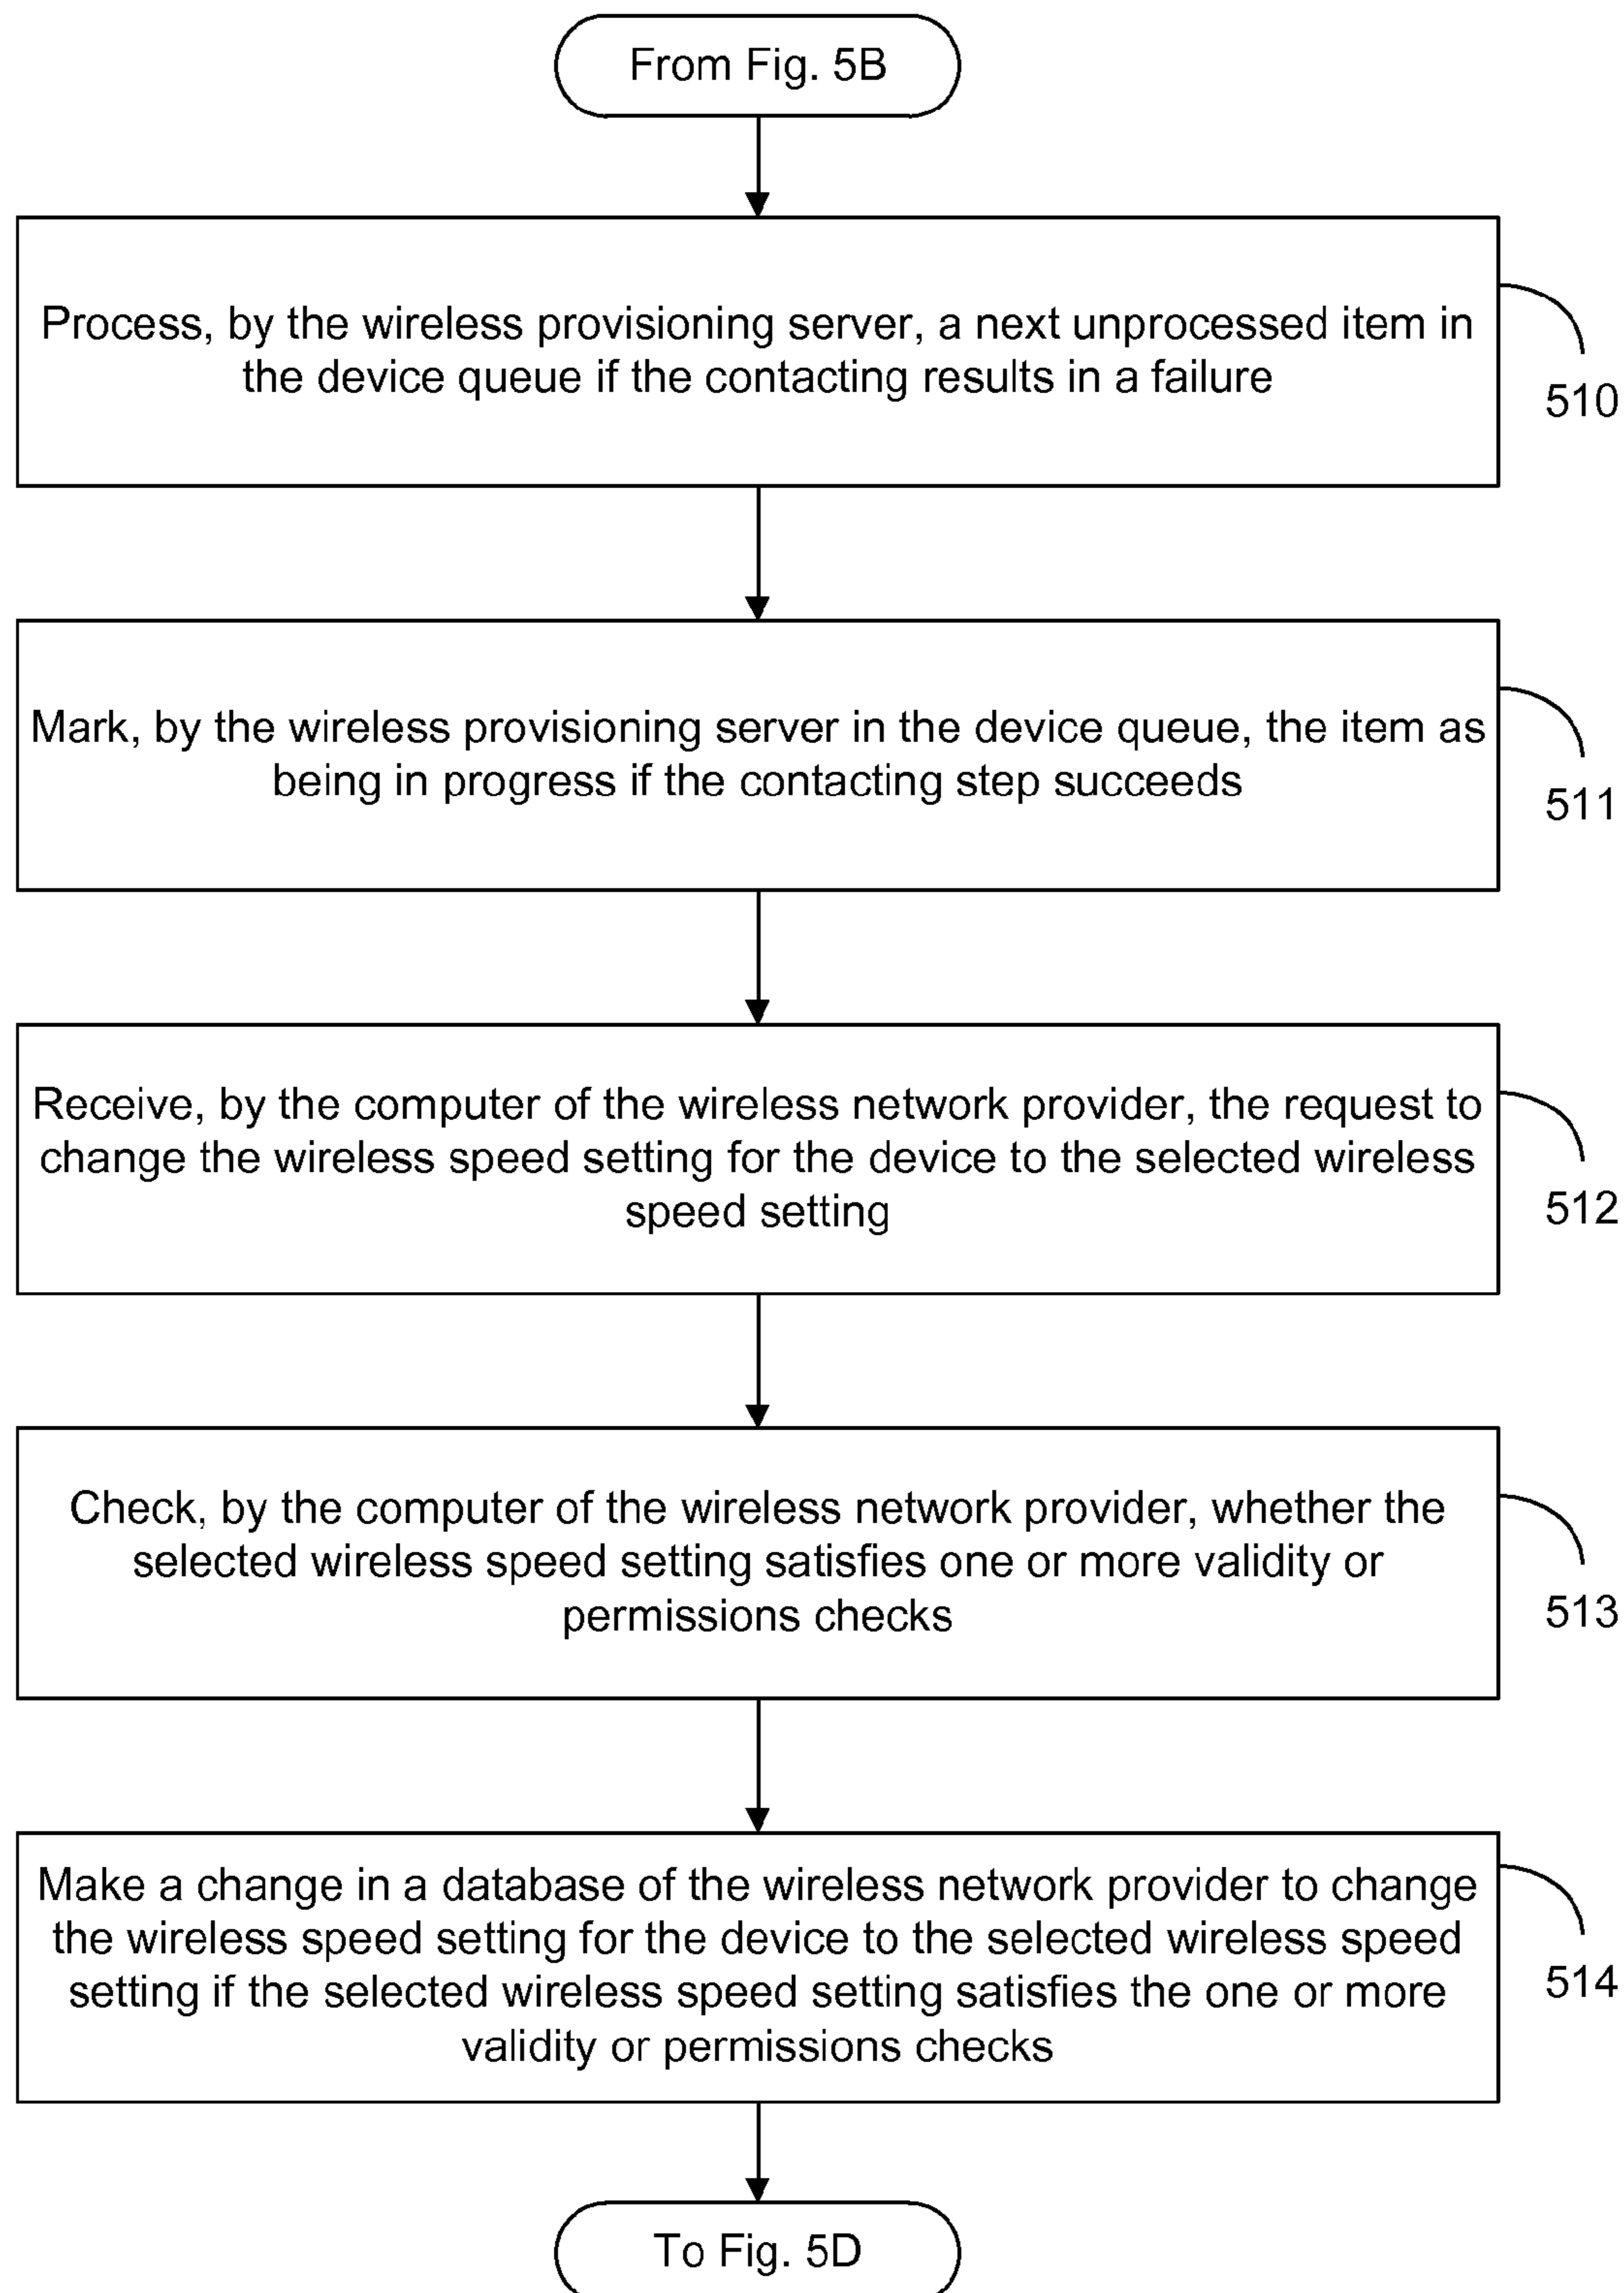 From Fig. 5B
Process, by the wireless provisioning server, a next unprocessed item in
the device queue if the contacting results in a failure
510
Mark, by the wireless provisioning server in the device queue, the item as
being in progress if the contacting step succeeds
511
Receive, by the computer of the wireless network provider, the request to
change the wireless speed setting for the device to the selected wireless
speed setting
512
Check, by the computer of the wireless network provider, whether the
selected wireless speed setting satisfies one or more validity or
permissions checks
513
Make a change in a database of the wireless network provider to change
the wireless speed setting for the device to the selected wireless speed
setting if the selected wireless speed setting satisfies the one or more
validity or permissions checks
514
To Fig. 5D